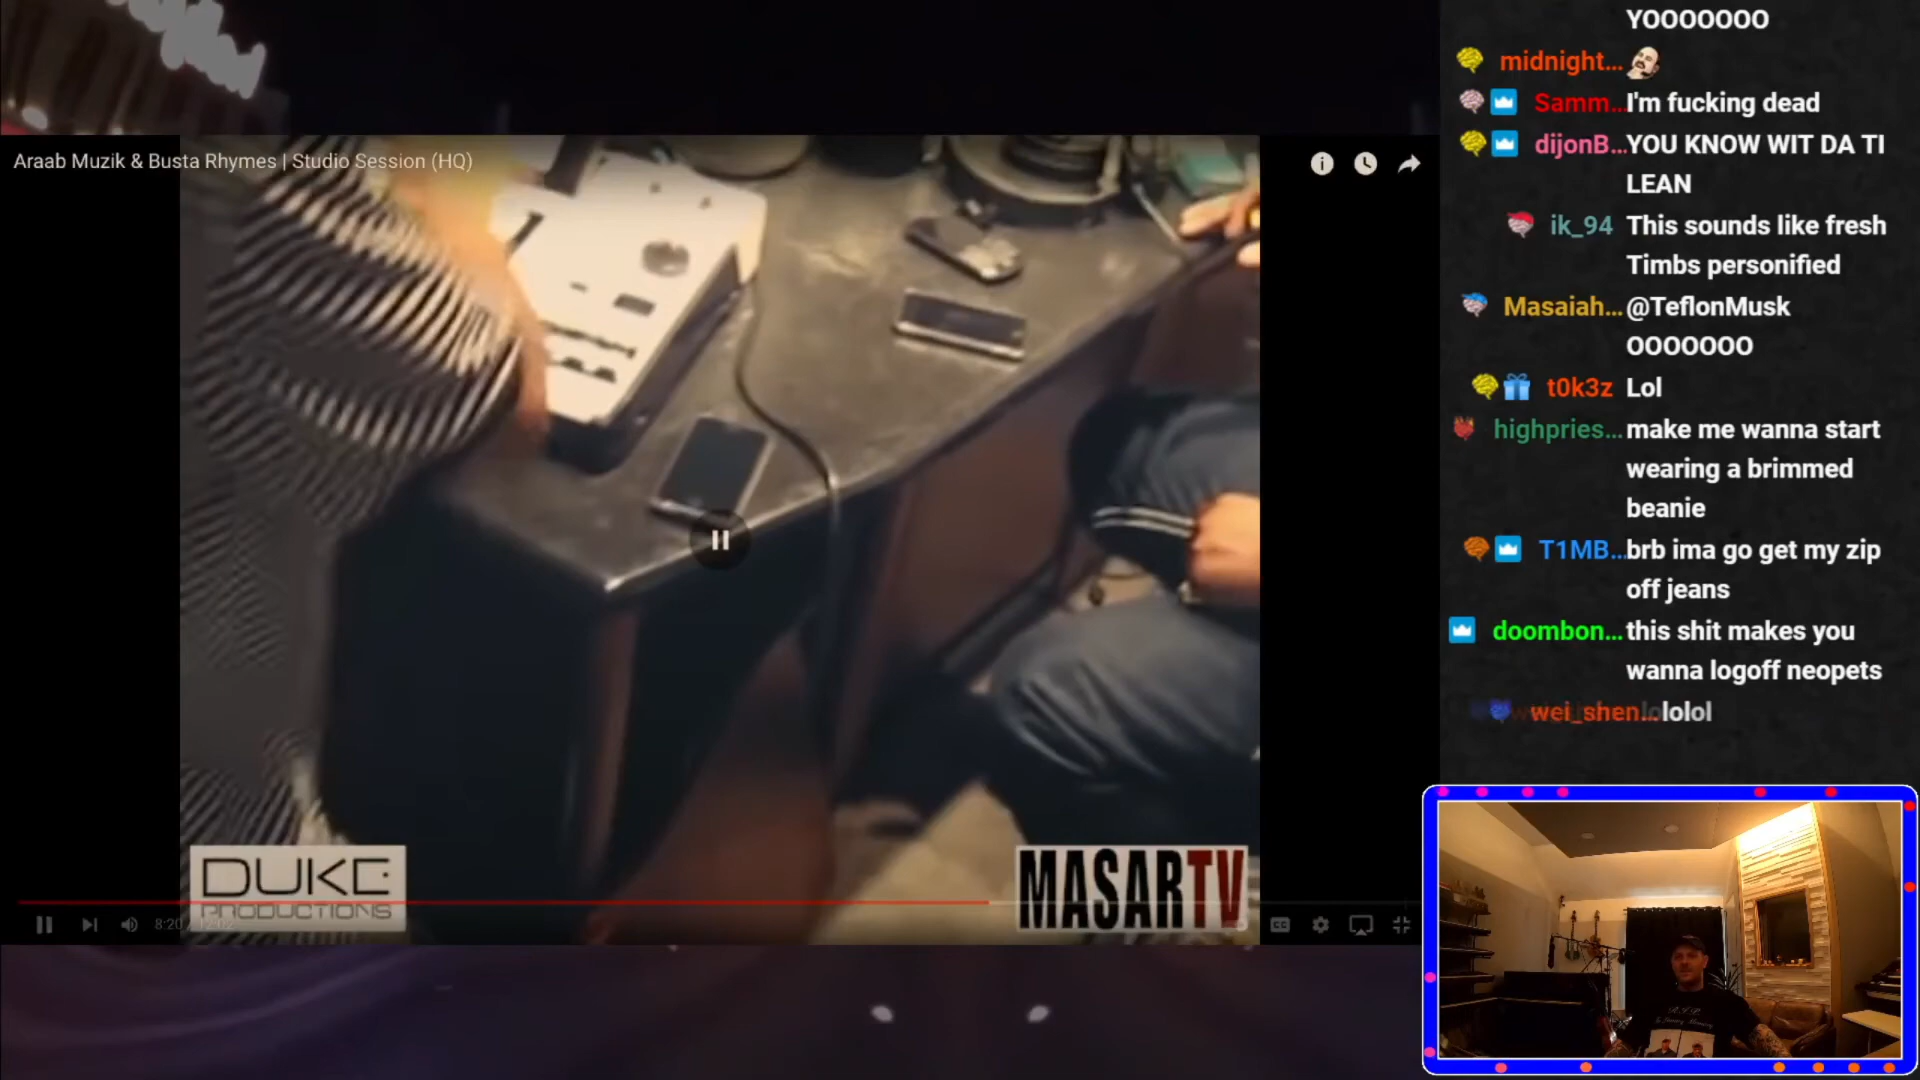 Araab Muzik & Busta Rhymes | Studio Session (HQ)
DUKE
PRODUCTIONS
MASARTV
8:20 / 12:02
YOOOOOOO
midnight...
Samm... I'm fucking dead
dijonB... YOU KNOW WIT DA TI
LEAN
ik_94 This sounds like fresh
Timbs personified
Masaiah... @TeflonMusk
OOOOOOO
t0k3z Lol
highpries... make me wanna start
wearing a brimmed
beanie
T1MB... brb ima go get my zip
off jeans
doombon... this shit makes you
wanna logoff neopets
wei_shen... lolol
R.I.P.